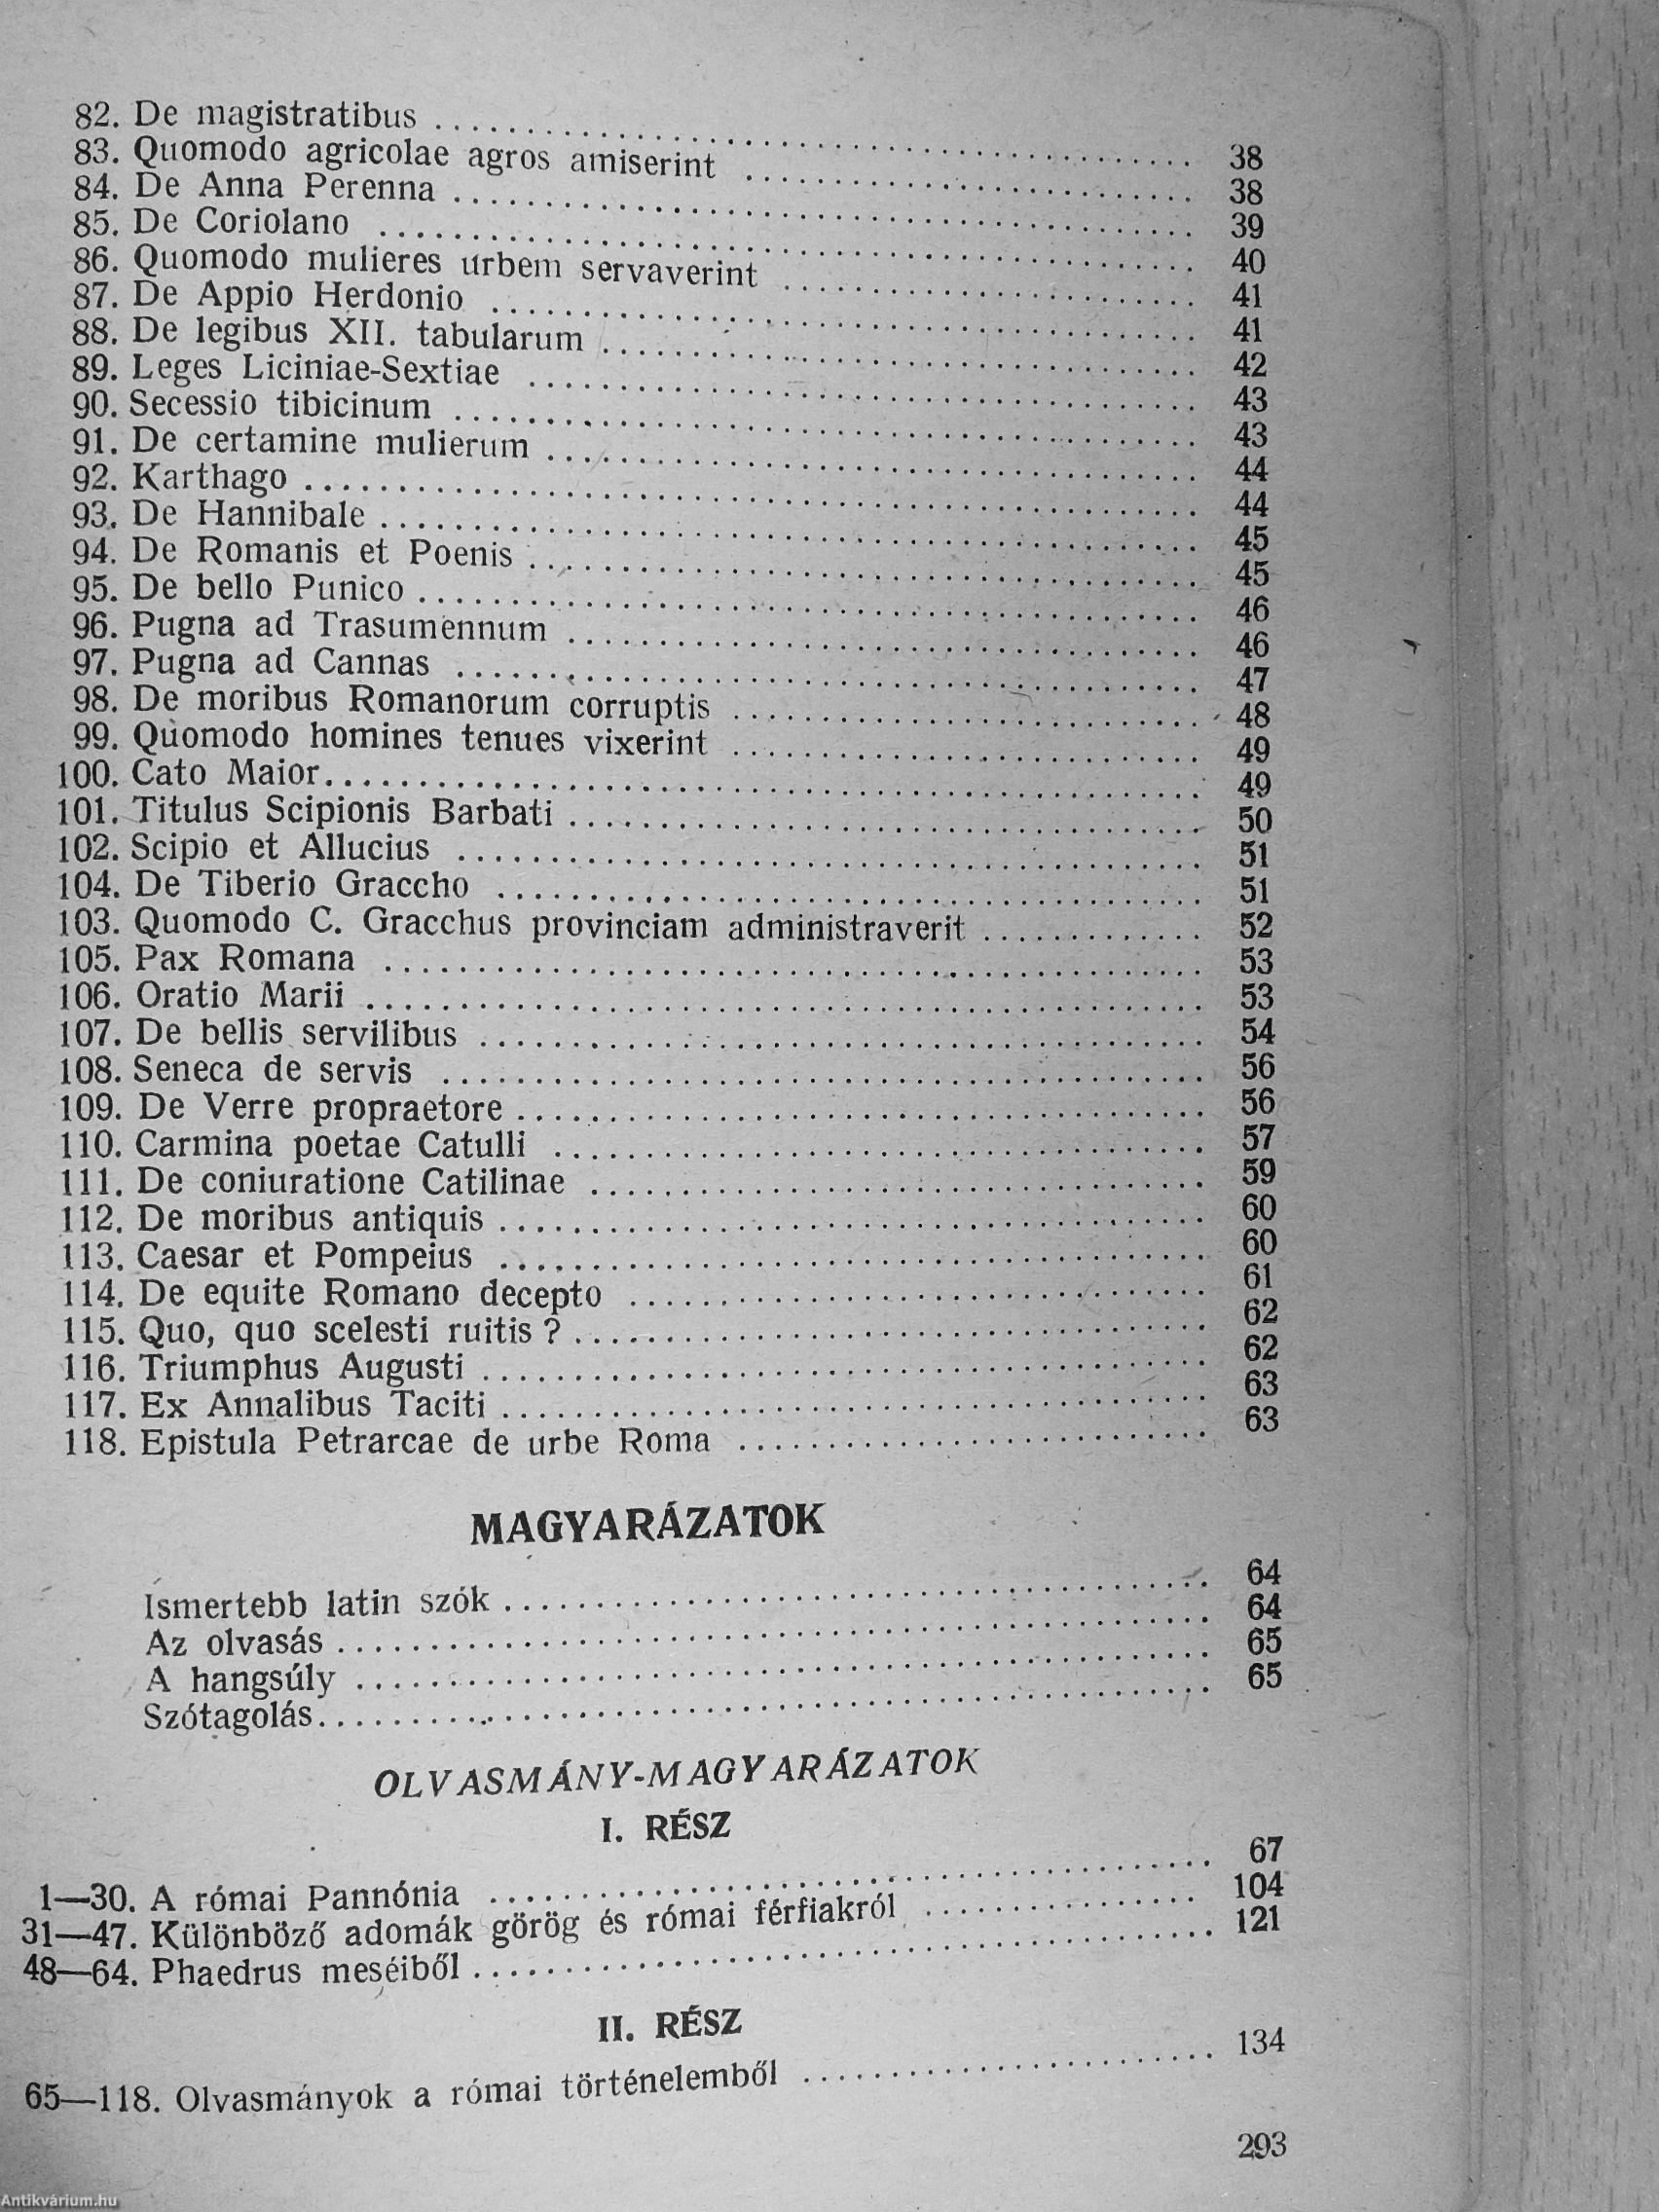 82. De magistratibus ........ 38
83. Quomodo agricolae agros amiserint ........ 38
84. De Anna Perenna ........ 39
85. De Coriolano ........ 40
86. Quomodo mulieres urbem servaverint ........ 41
87. De Appio Herdonio ........ 41
88. De legibus XII. tabularum ........ 42
89. Leges Liciniae-Sextiae ........ 43
90. Secessio tibicinum ........ 43
91. De certamine mulierum ........ 44
92. Karthago ........ 44
93. De Hannibale ........ 45
94. De Romanis et Poenis ........ 45
95. De bello Punico ........ 46
96. Pugna ad Trasumennum ........ 46
97. Pugna ad Cannas ........ 47
98. De moribus Romanorum corruptis ........ 48
99. Quomodo homines tenues vixerint ........ 49
100. Cato Maior ........ 49
101. Titulus Scipionis Barbati ........ 50
102. Scipio et Allucius ........ 51
104. De Tiberio Graccho ........ 51
103. Quomodo C. Gracchus provinciam administraverit ........ 52
105. Pax Romana ........ 53
106. Oratio Marii ........ 53
107. De bellis servilibus ........ 54
108. Seneca de servis ........ 56
109. De Verre propraetore ........ 56
110. Carmina poetae Catulli ........ 57
111. De coniuratione Catilinae ........ 59
112. De moribus antiquis ........ 60
113. Caesar et Pompeius ........ 60
114. De equite Romano decepto ........ 61
115. Quo, quo scelesti ruitis ? ........ 62
116. Triumphus Augusti ........ 62
117. Ex Annalibus Taciti ........ 63
118. Epistula Petrarcae de urbe Roma ........ 63
MAGYARÁZATOK
Ismertebb latin szók ........ 64
Az olvasás ........ 64
A hangsúly ........ 65
Szótagolás ........ 65
OLVASMÁNY-MAGYARÁZATOK
I. RÉSZ
1—30. A római Pannónia ........ 67
31—47. Különböző adomák görög és római férfiakról ........ 104
48—64. Phaedrus meséiből ........ 121
II. RÉSZ
65—118. Olvasmányok a római történelemből ........ 134
293
Antikvárium.hu